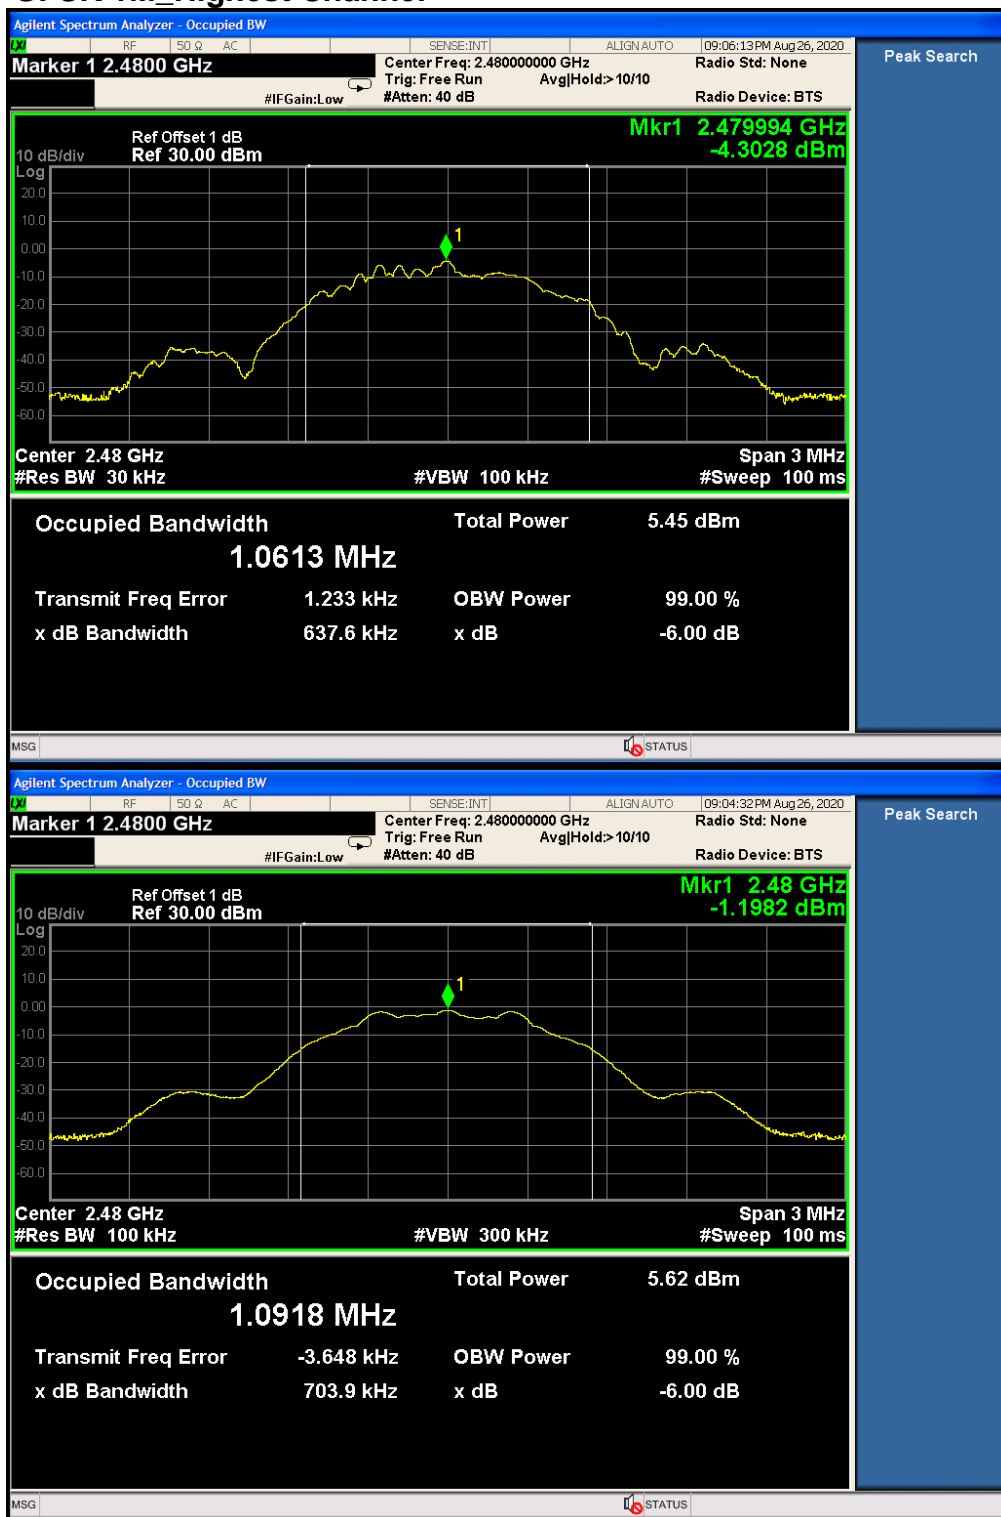 Agilent Spectrum Analyzer - Occupied BW
LXI RF 50 Ω AC SENSE:INT ALIGN AUTO 09:06:13 PM Aug 26, 2020
Marker 1 2.4800 GHz
Center Freq: 2.480000000 GHz Radio Std: None
Trig: Free Run Avg|Hold:> 10/10
#IFGain:Low #Atten: 40 dB Radio Device: BTS
Peak Search
Ref Offset 1 dB
10 dB/div Ref 30.00 dBm
Mkr1 2.479994 GHz
-4.3028 dBm
Log
20.0
10.0
0.00
-10.0
-20.0
-30.0
-40.0
-50.0
-60.0
1
Center 2.48 GHz Span 3 MHz
#Res BW 30 kHz #VBW 100 kHz #Sweep 100 ms
Occupied Bandwidth Total Power 5.45 dBm
1.0613 MHz
Transmit Freq Error 1.233 kHz OBW Power 99.00 %
x dB Bandwidth 637.6 kHz x dB -6.00 dB
MSG STATUS
Agilent Spectrum Analyzer - Occupied BW
LXI RF 50 Ω AC SENSE:INT ALIGN AUTO 09:04:32 PM Aug 26, 2020
Marker 1 2.4800 GHz
Center Freq: 2.480000000 GHz Radio Std: None
Trig: Free Run Avg|Hold:> 10/10
#IFGain:Low #Atten: 40 dB Radio Device: BTS
Peak Search
Ref Offset 1 dB
10 dB/div Ref 30.00 dBm
Mkr1 2.48 GHz
-1.1982 dBm
Log
20.0
10.0
0.00
-10.0
-20.0
-30.0
-40.0
-50.0
-60.0
1
Center 2.48 GHz Span 3 MHz
#Res BW 100 kHz #VBW 300 kHz #Sweep 100 ms
Occupied Bandwidth Total Power 5.62 dBm
1.0918 MHz
Transmit Freq Error -3.648 kHz OBW Power 99.00 %
x dB Bandwidth 703.9 kHz x dB -6.00 dB
MSG STATUS